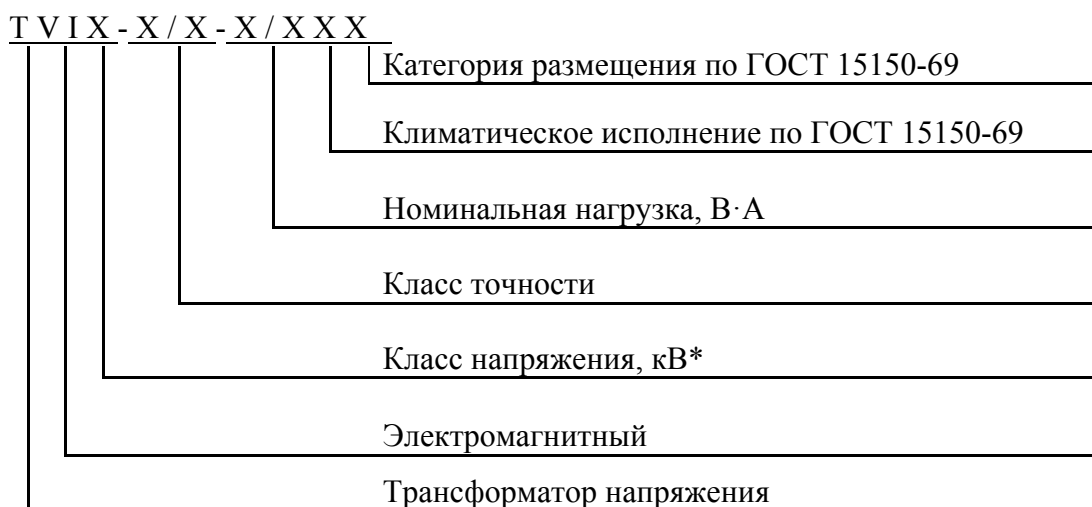 T V I X - X / X - X / X X X
Категория размещения по ГОСТ 15150-69
Климатическое исполнение по ГОСТ 15150-69
Номинальная нагрузка, В·А
Класс точности
Класс напряжения, кВ*
Электромагнитный
Трансформатор напряжения